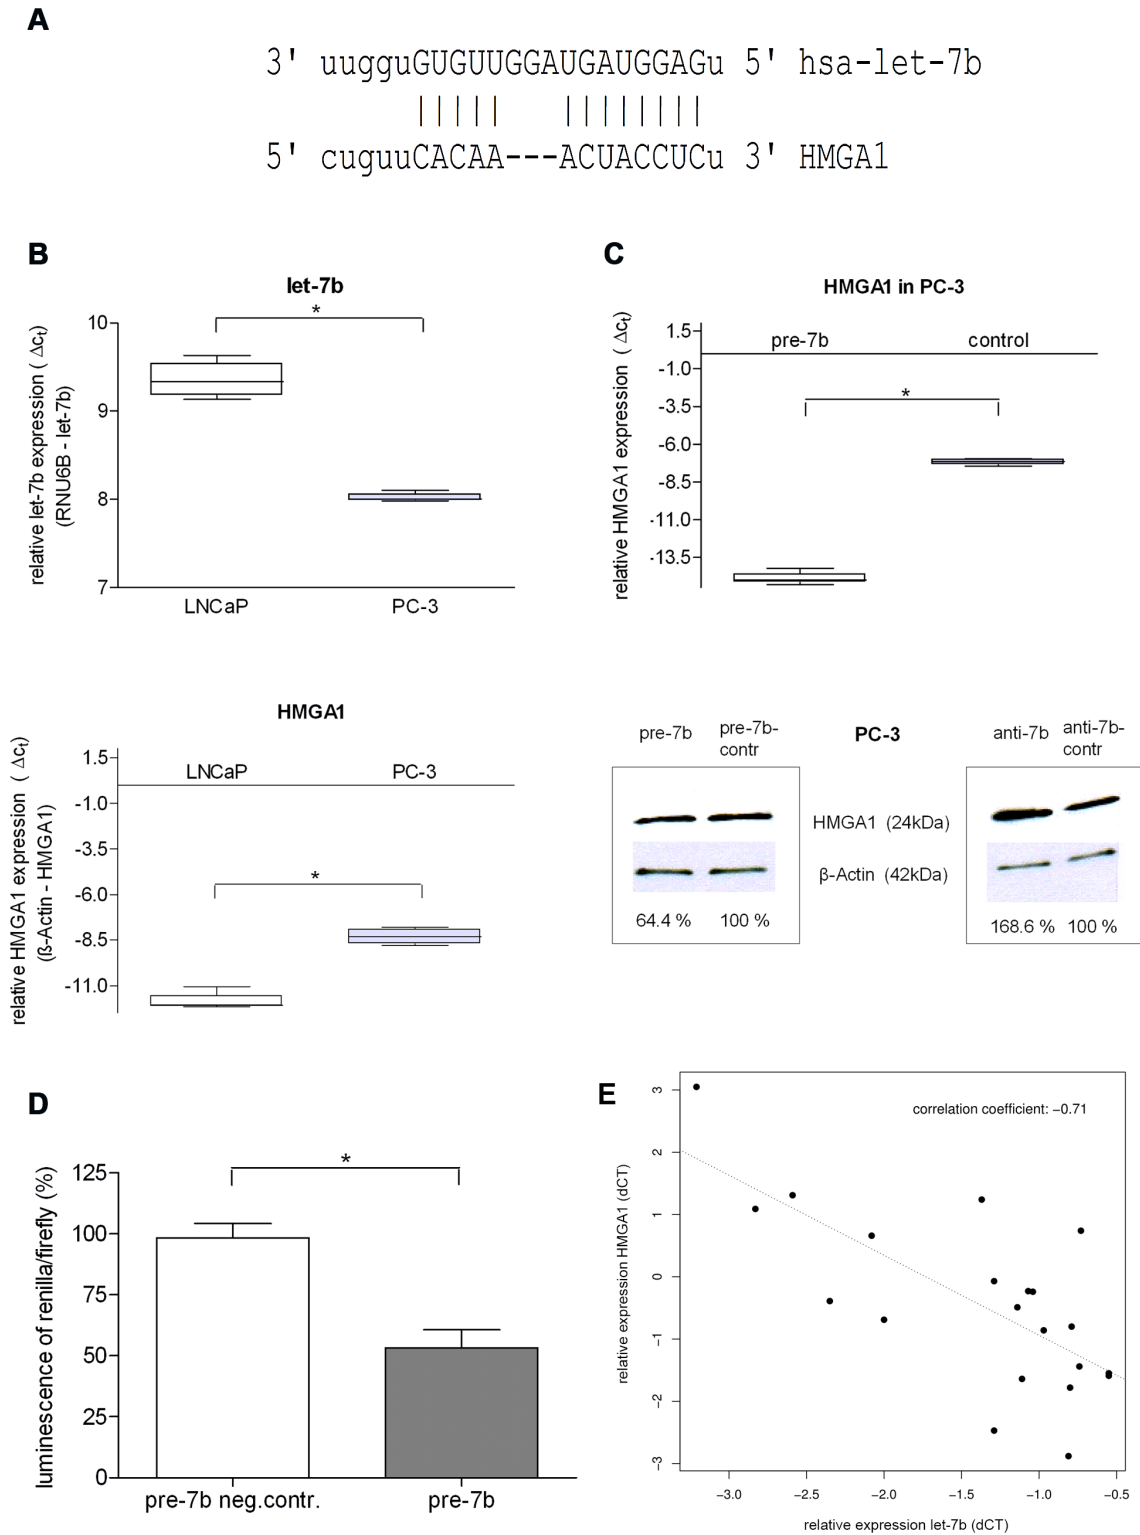 A
3' uugguGUGUUGGAUGAUGGAGu 5' hsa-let-7b
||||| ||||||||
5' cuguuCACAA---ACUACCUCu 3' HMGA1
B
let-7b
*
relative let-7b expression ( Δct)
(RNU6B - let-7b)
10
9
8
7
LNCaP PC-3
C
HMGA1 in PC-3
relative HMGA1 expression ( Δct)
1.5
-1.0
-3.5
-6.0
-8.5
-11.0
-13.5
pre-7b control
*
HMGA1
relative HMGA1 expression ( Δct)
(ß-Actin - HMGA1)
1.5
-1.0
-3.5
-6.0
-8.5
-11.0
LNCaP PC-3
*
pre-7b pre-7b-
contr
PC-3
anti-7b anti-7b-
contr
HMGA1 (24kDa)
β-Actin (42kDa)
64.4 % 100 %
168.6 % 100 %
D
luminescence of renilla/firefly (%)
125
100
75
50
25
0
*
pre-7b neg.contr. pre-7b
E
correlation coefficient: −0.71
relative expression HMGA1 (dCT)
3
2
1
0
−1
−2
−3
−3.0 −2.5 −2.0 −1.5 −1.0 −0.5
relative expression let-7b (dCT)